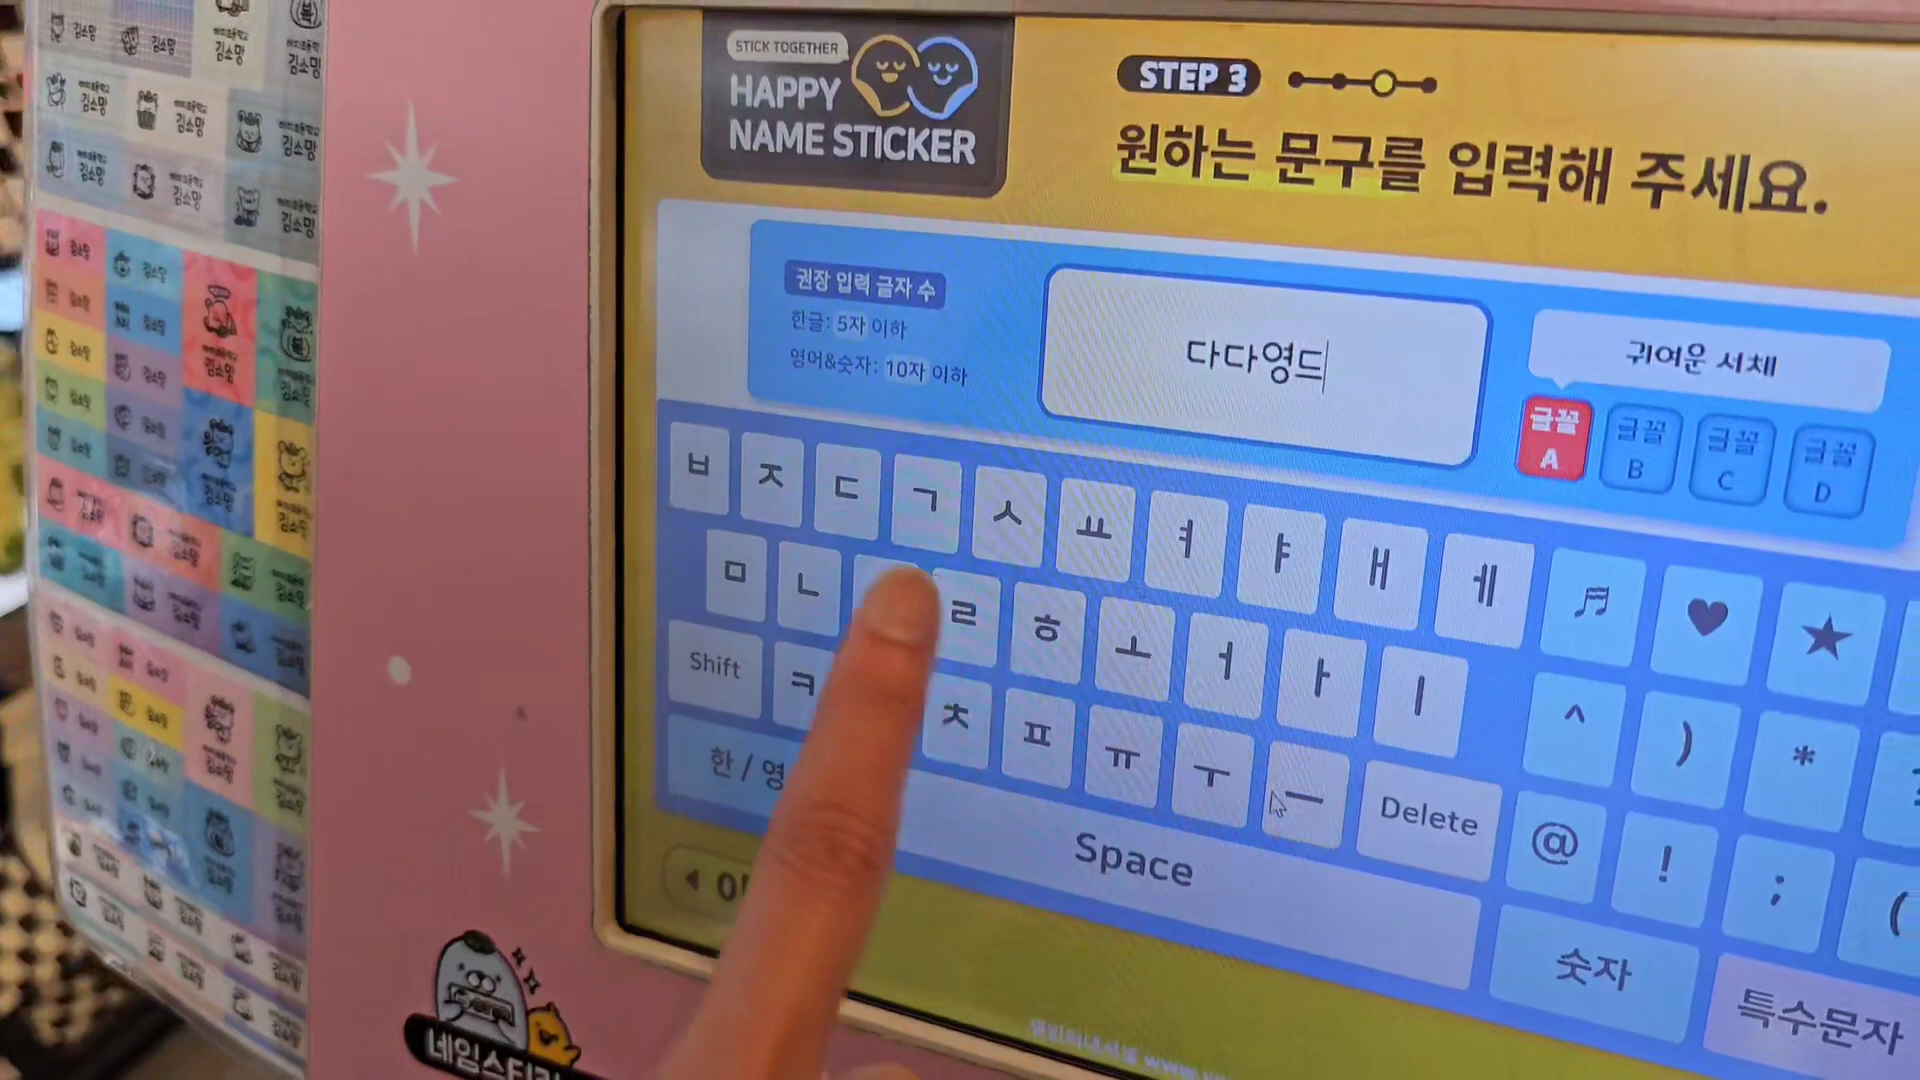 STICK TOGETHER
HAPPY
NAME STICKER
STEP 3
원하는 문구를 입력해 주세요.
권장 입력 글자 수
한글: 5자 이하
영어&숫자: 10자 이하
다다영드
귀여운 서체
글꼴 A
글꼴 B
글꼴 C
글꼴 D
ㅂ ㅈ ㄷ ㄱ ㅅ ㅛ ㅕ ㅑ ㅐ ㅔ ♬ ♥ ★
ㅁ ㄴ ㄹ ㅎ ㅗ ㅓ ㅏ ㅣ ^ ) *
Shift ㅋ ㅊ ㅍ ㅠ ㅜ ㅡ Delete @ ! ; (
한 / 영 Space 숫자 특수문자
네임스티커
김소망